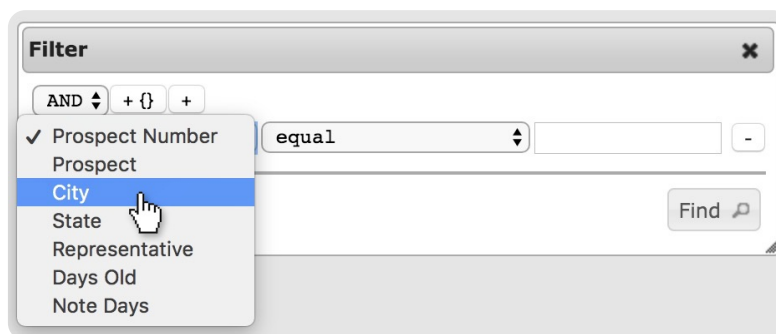 Filter
AND + {} +
✓ Prospect Number equal -
Prospect
City
State Find
Representative
Days Old
Note Days